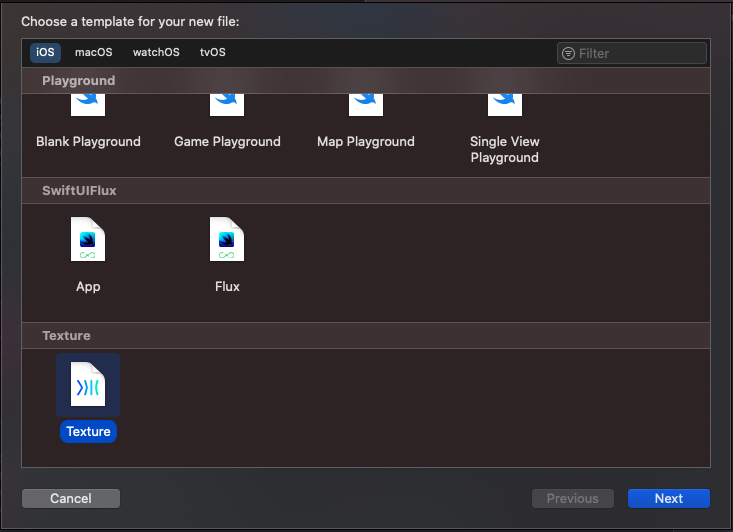 Choose a template for your new file:
iOS macOS watchOS tvOS Filter
Playground
Blank Playground Game Playground Map Playground Single View
Playground
SwiftUIFlux
App Flux
Texture
Texture
Cancel Previous Next